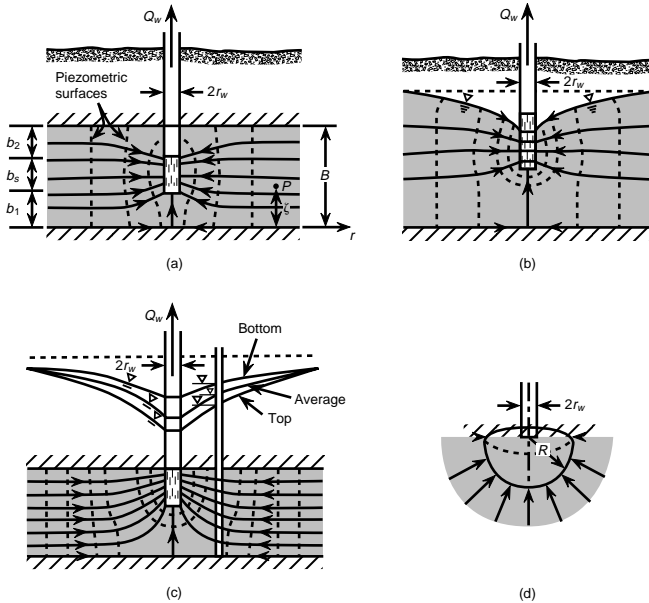 Q_w
Piezometric
surfaces
2r_w
b_2
b_s
b_1
B
P
ζ
r
(a)
Q_w
2r_w
(b)
Q_w
Bottom
2r_w
Average
Top
(c)
2r_w
R
(d)